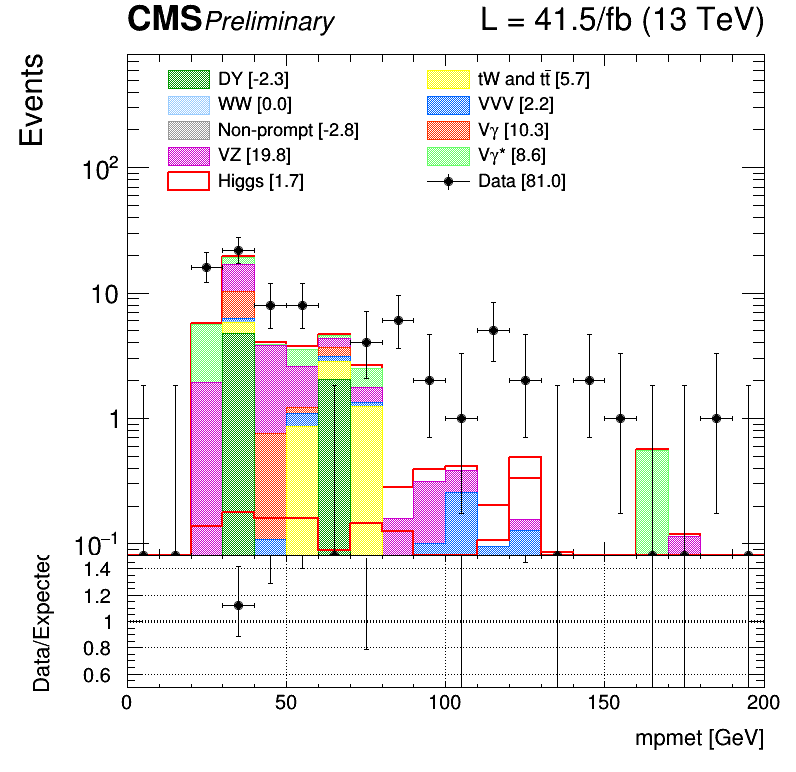 CMS Preliminary L = 41.5/fb (13 TeV)
Events
DY [-2.3] tW and tt̄ [5.7]
WW [0.0] VVV [2.2]
Non-prompt [-2.8] Vγ [10.3]
VZ [19.8] Vγ* [8.6]
Higgs [1.7] Data [81.0]
10²
10
1
10⁻¹
Data/Expected
1.4
1.2
1
0.8
0.6
0 50 100 150 200
mpmet [GeV]